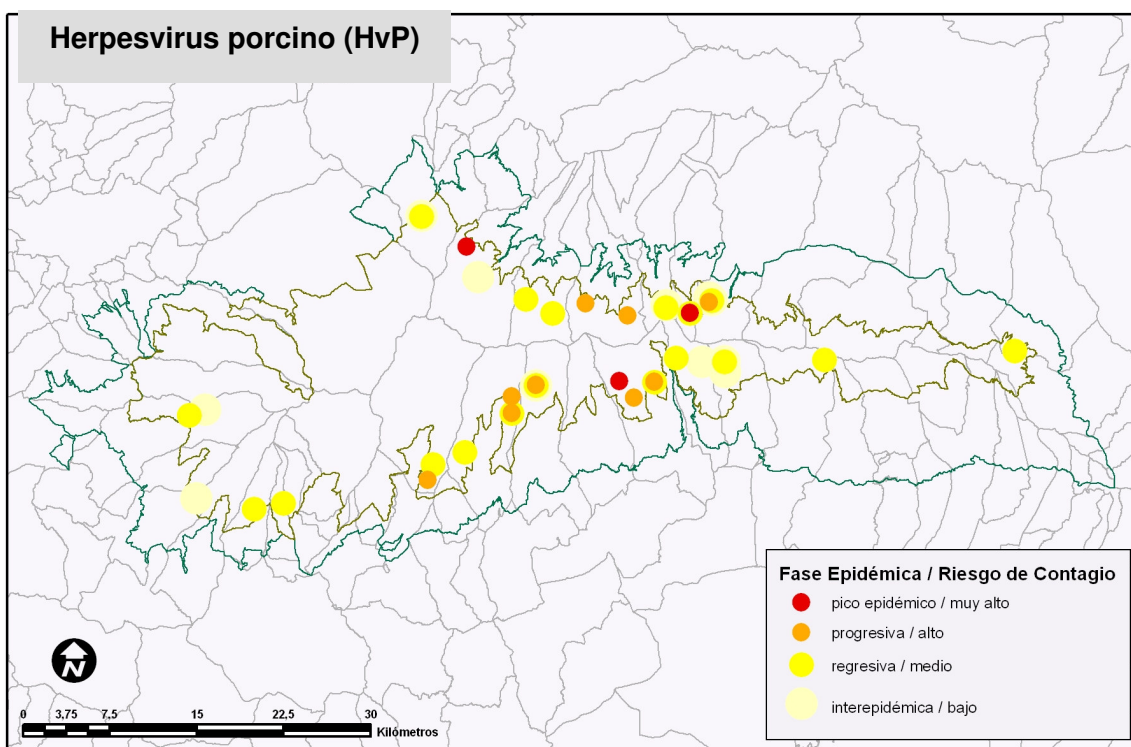 Herpesvirus porcino (HvP)
Fase Epidémica / Riesgo de Contagio
pico epidémico / muy alto
progresiva / alto
regresiva / medio
interepidémica / bajo
N
0 3,75 7,5 15 22,5 30
Kilómetros